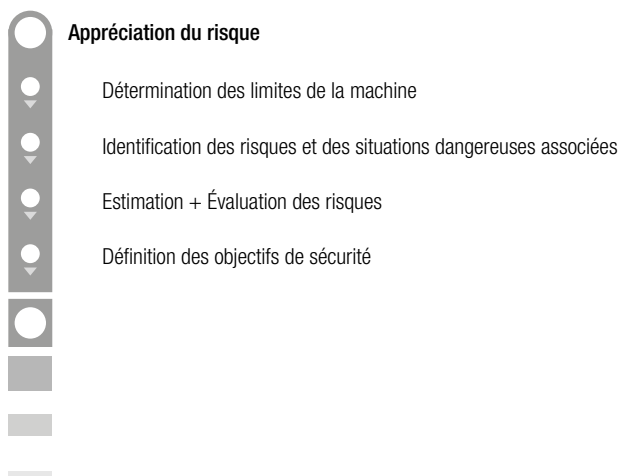 Appréciation du risque
Détermination des limites de la machine
Identification des risques et des situations dangereuses associées
Estimation + Évaluation des risques
Définition des objectifs de sécurité